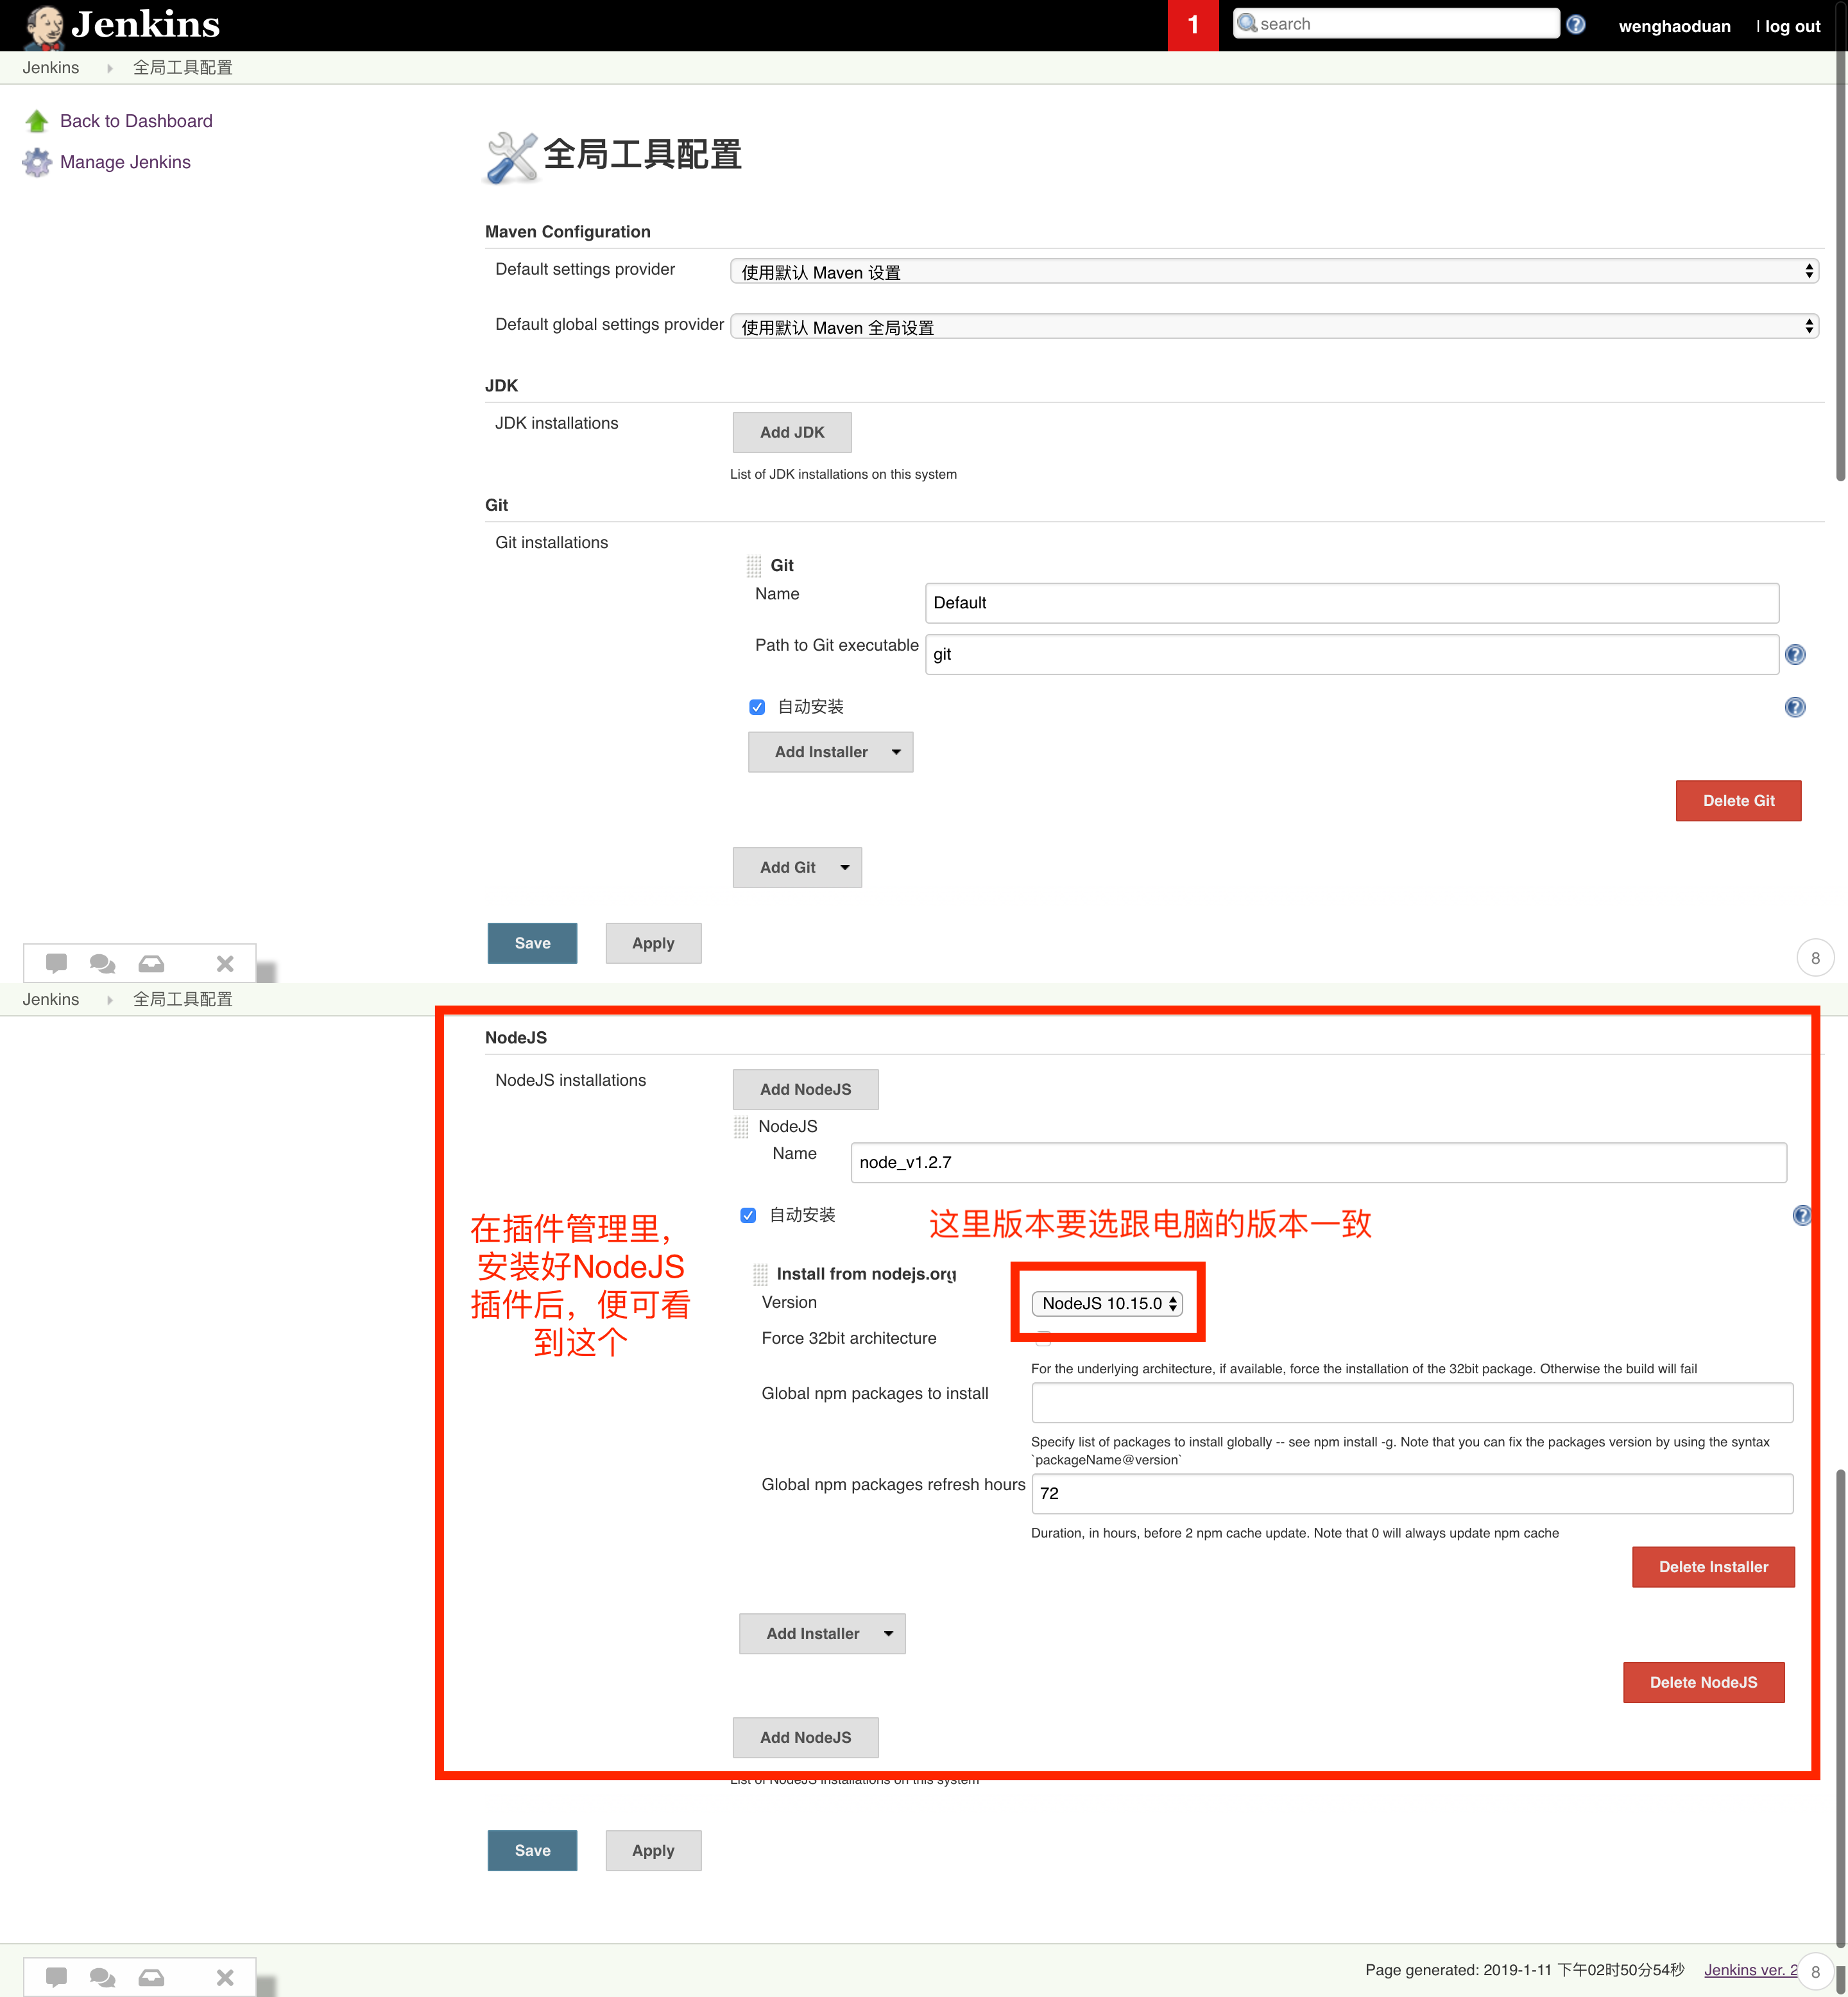 Jenkins
1
search
wenghaoduan
| log out
Jenkins
全局工具配置
Back to Dashboard
Manage Jenkins
全局工具配置
Maven Configuration
Default settings provider
使用默认 Maven 设置
Default global settings provider
使用默认 Maven 全局设置
JDK
JDK installations
Add JDK
List of JDK installations on this system
Git
Git installations
Git
Name
Default
Path to Git executable
git
自动安装
Add Installer
Delete Git
Add Git
Save
Apply
8
Jenkins
全局工具配置
NodeJS
NodeJS installations
Add NodeJS
NodeJS
Name
node_v1.2.7
自动安装
这里版本要选跟电脑的版本一致
在插件管理里，
安装好NodeJS
插件后，便可看
到这个
Install from nodejs.org
Version
NodeJS 10.15.0
Force 32bit architecture
For the underlying architecture, if available, force the installation of the 32bit package. Otherwise the build will fail
Global npm packages to install
Specify list of packages to install globally -- see npm install -g. Note that you can fix the packages version by using the syntax
`packageName@version`
Global npm packages refresh hours
72
Duration, in hours, before 2 npm cache update. Note that 0 will always update npm cache
Delete Installer
Add Installer
Delete NodeJS
Add NodeJS
List of NodeJS installations on this system
Save
Apply
Page generated: 2019-1-11 下午02时50分54秒
Jenkins ver. 2
8